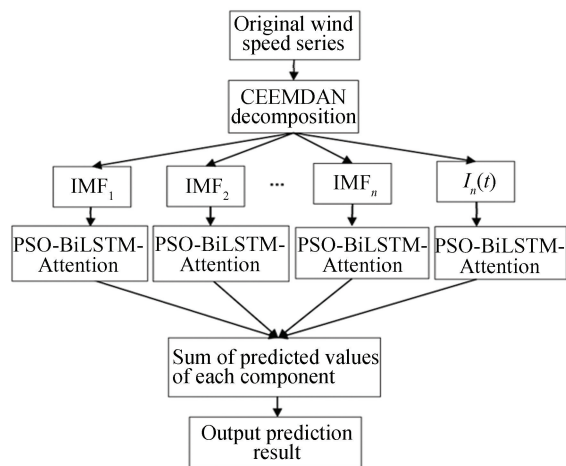 Original wind
speed series
CEEMDAN
decomposition
IMF₁
IMF₂
...
IMFₙ
Iₙ(t)
PSO-BiLSTM-
Attention
PSO-BiLSTM-
Attention
PSO-BiLSTM-
Attention
PSO-BiLSTM-
Attention
Sum of predicted values
of each component
Output prediction
result